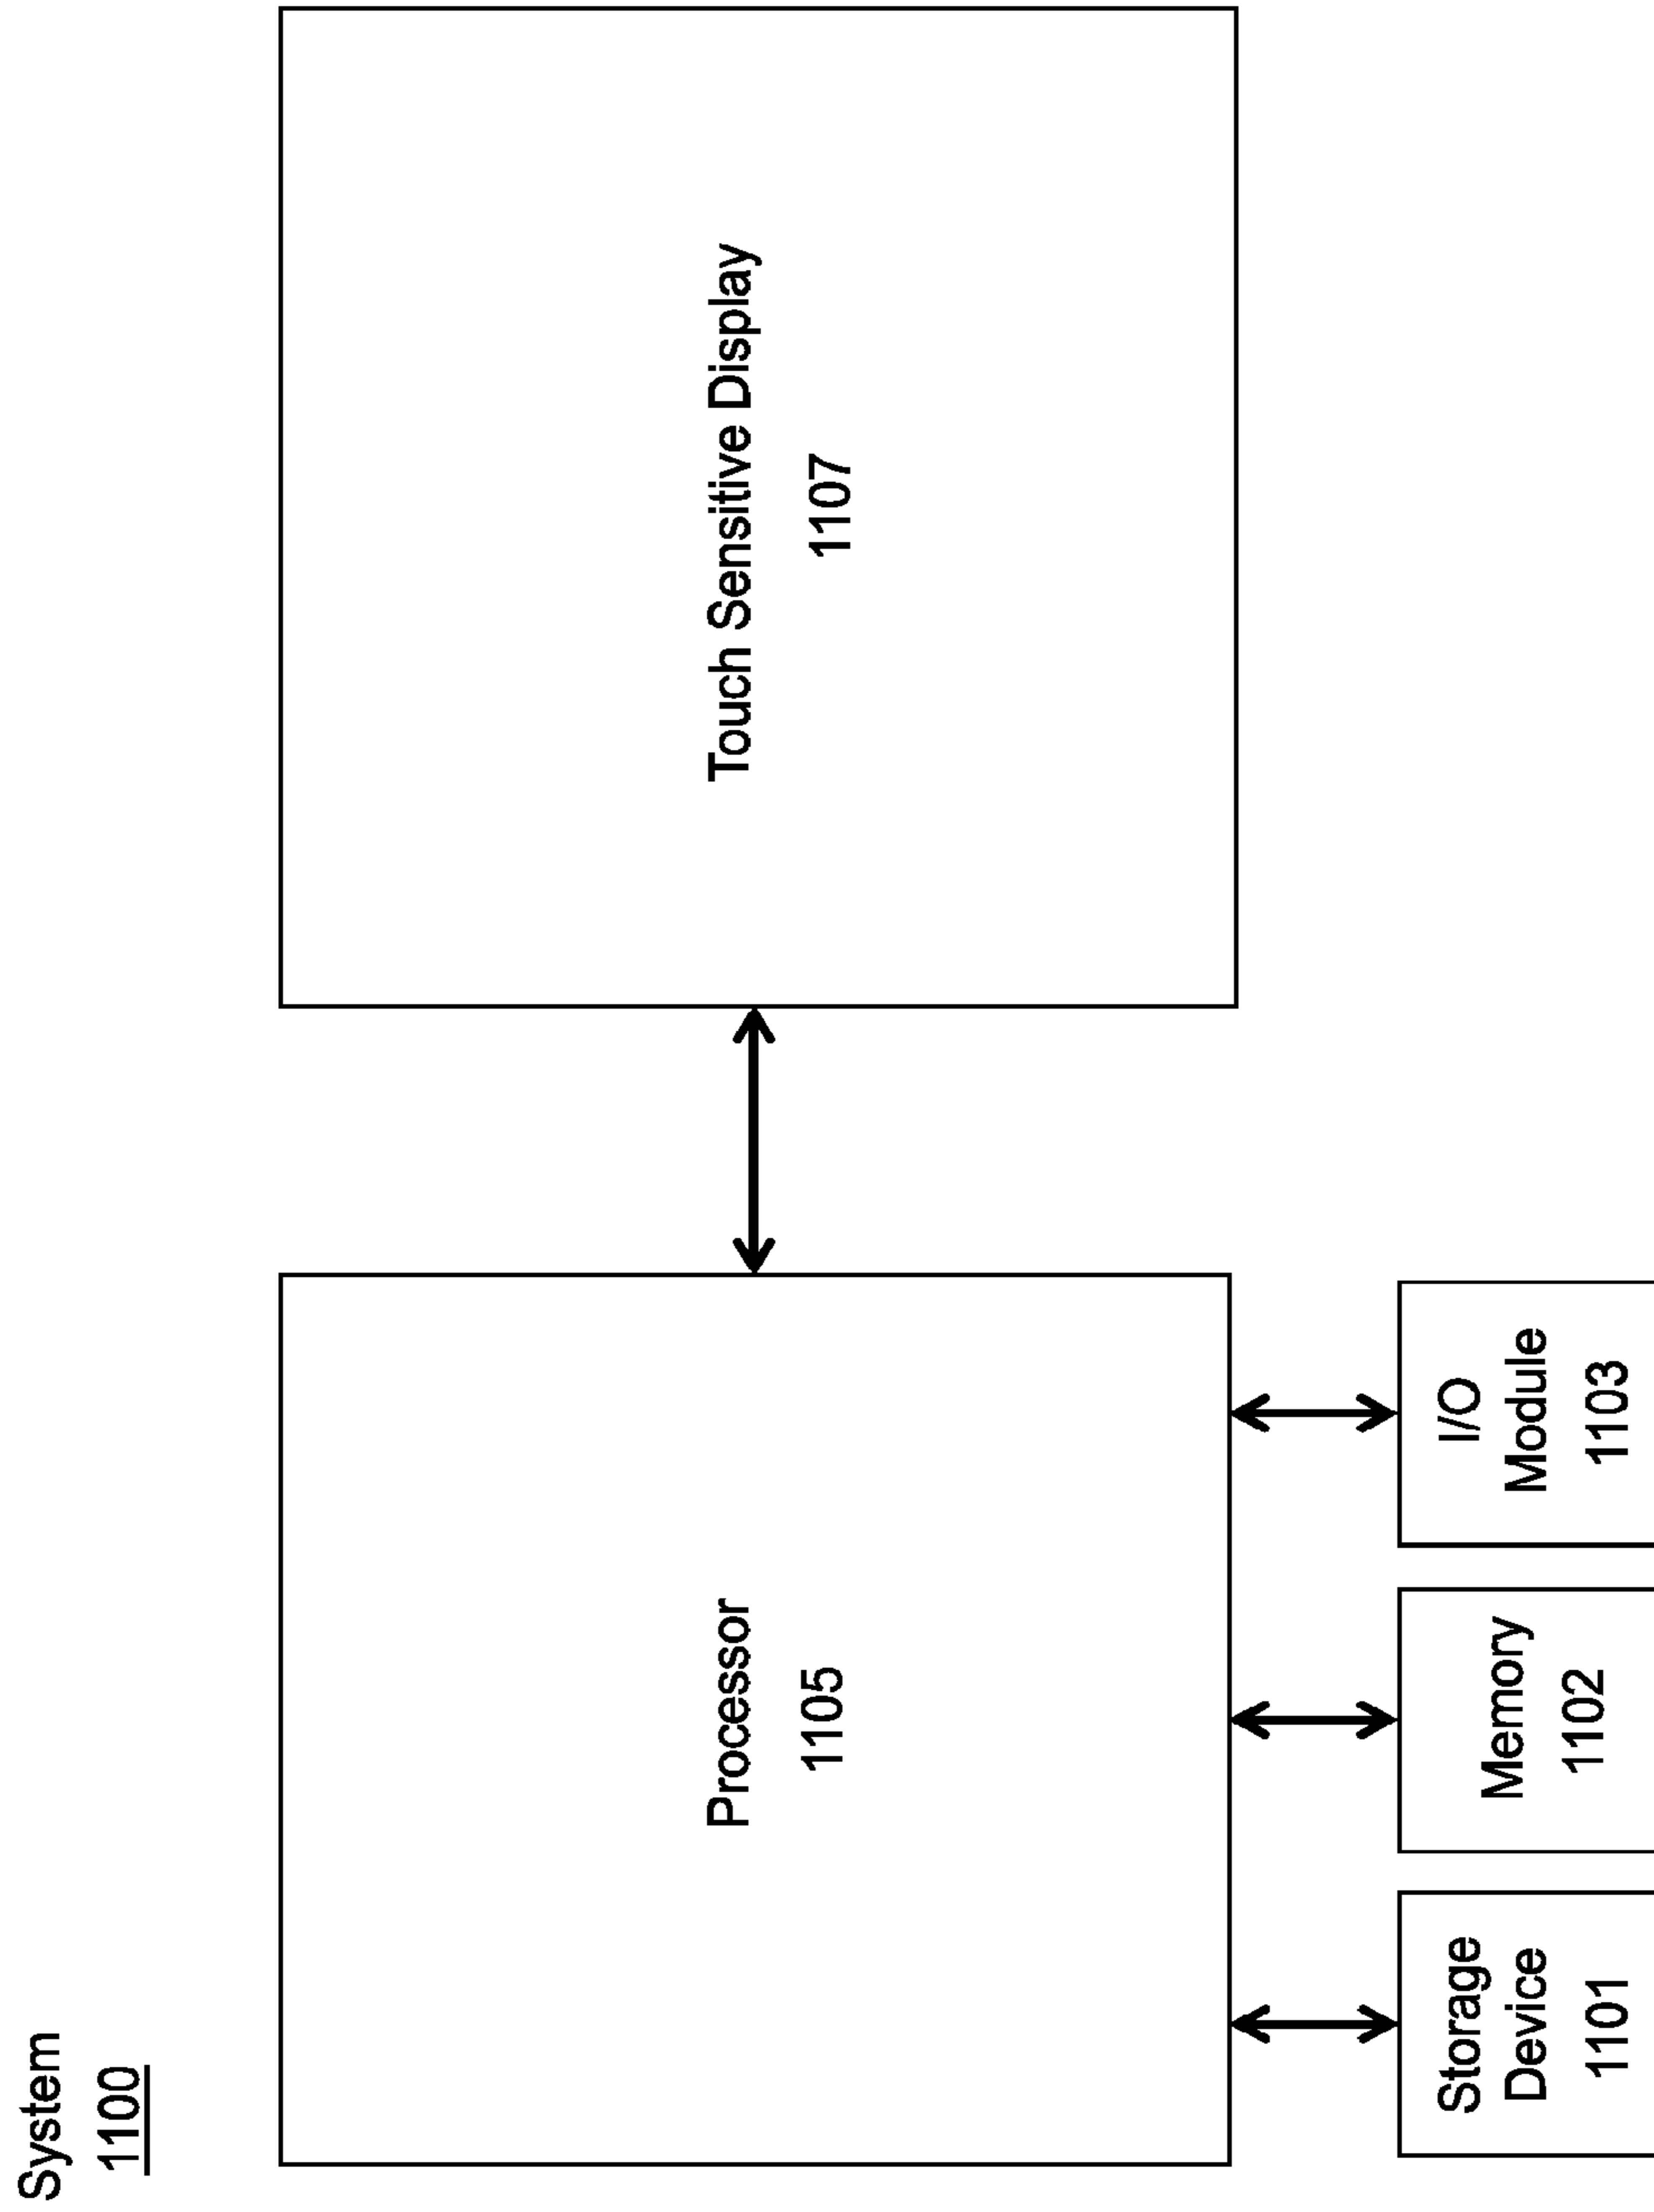 System
1100
Processor
1105
Touch Sensitive Display
1107
Storage
Device
1101
Memory
1102
I/O
Module
1103